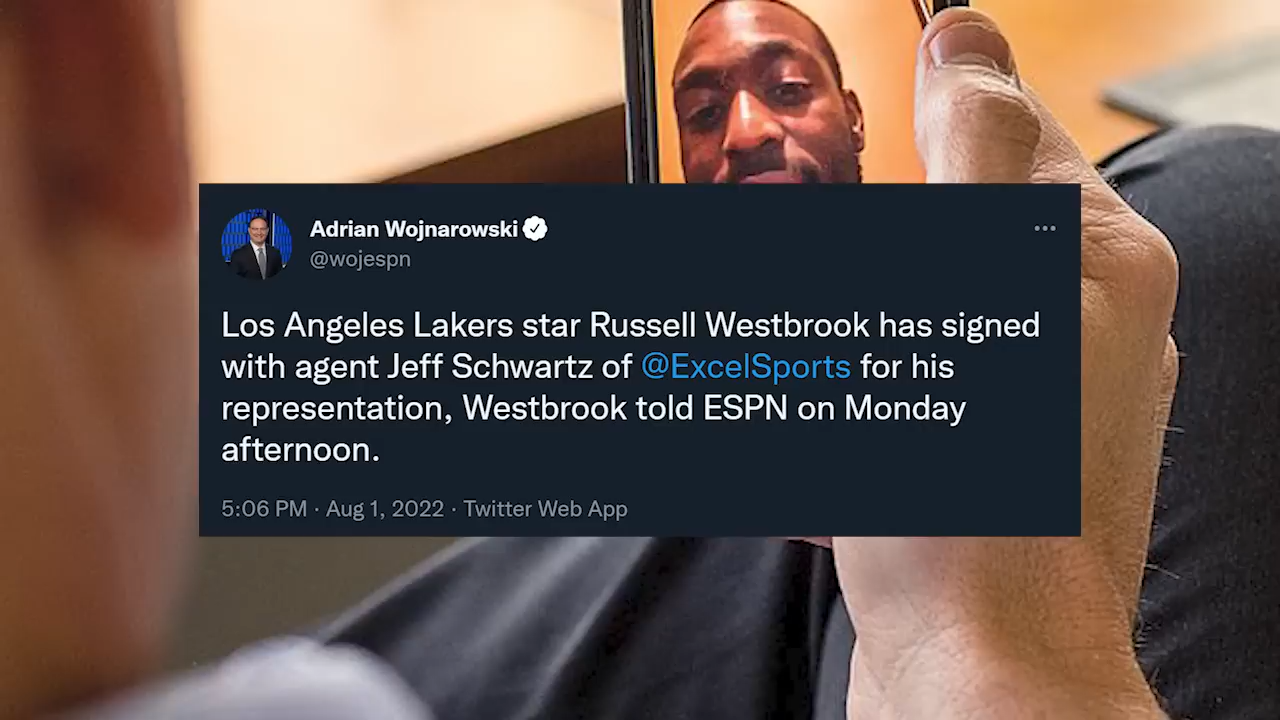 Adrian Wojnarowski
@wojespn
Los Angeles Lakers star Russell Westbrook has signed
with agent Jeff Schwartz of @ExcelSports for his
representation, Westbrook told ESPN on Monday
afternoon.
5:06 PM · Aug 1, 2022 · Twitter Web App